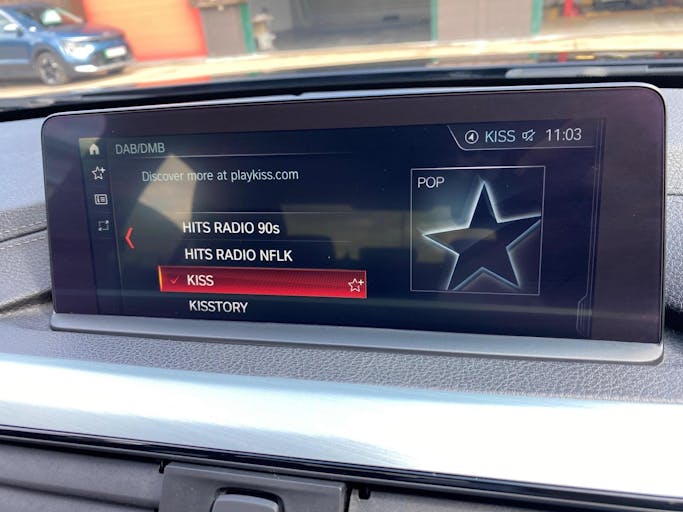 DAB/DMB
KISS 11:03
Discover more at playkiss.com
POP
HITS RADIO 90s
HITS RADIO NFLK
KISS
KISSTORY